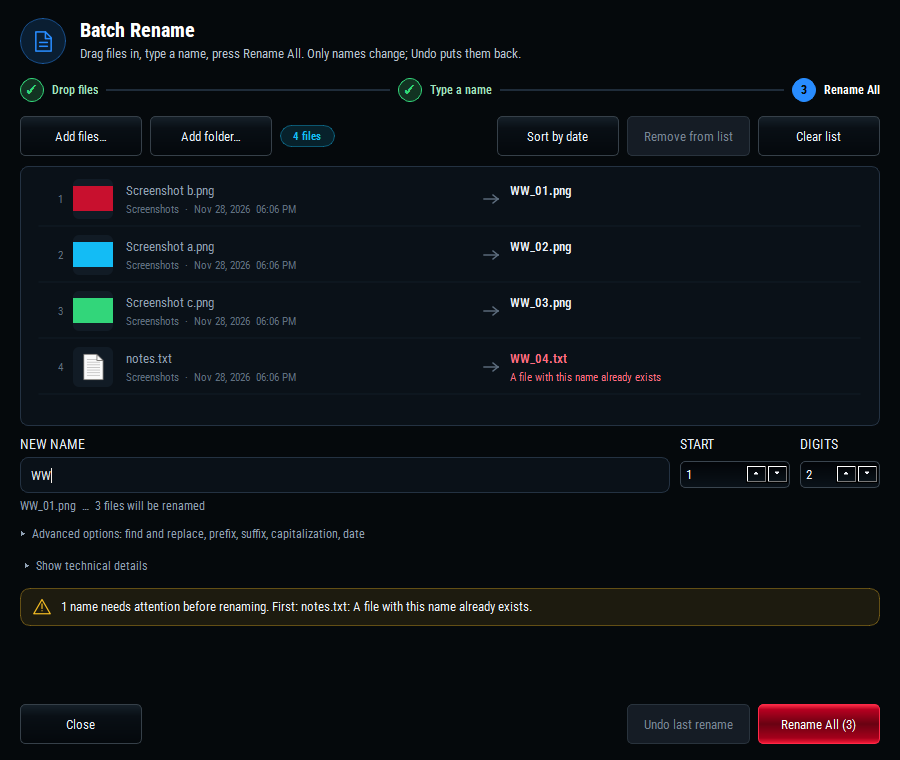 Batch Rename
Drag files in, type a name, press Rename All. Only names change; Undo puts them back.
✓ Drop files ✓ Type a name 3 Rename All
Add files… Add folder… 4 files Sort by date Remove from list Clear list
1 Screenshot b.png → WW_01.png
Screenshots · Nov 28, 2026 06:06 PM
2 Screenshot a.png → WW_02.png
Screenshots · Nov 28, 2026 06:06 PM
3 Screenshot c.png → WW_03.png
Screenshots · Nov 28, 2026 06:06 PM
4 notes.txt → WW_04.txt
Screenshots · Nov 28, 2026 06:06 PM A file with this name already exists
NEW NAME START DIGITS
WW 1 2
WW_01.png … 3 files will be renamed
Advanced options: find and replace, prefix, suffix, capitalization, date
Show technical details
1 name needs attention before renaming. First: notes.txt: A file with this name already exists.
Close Undo last rename Rename All (3)